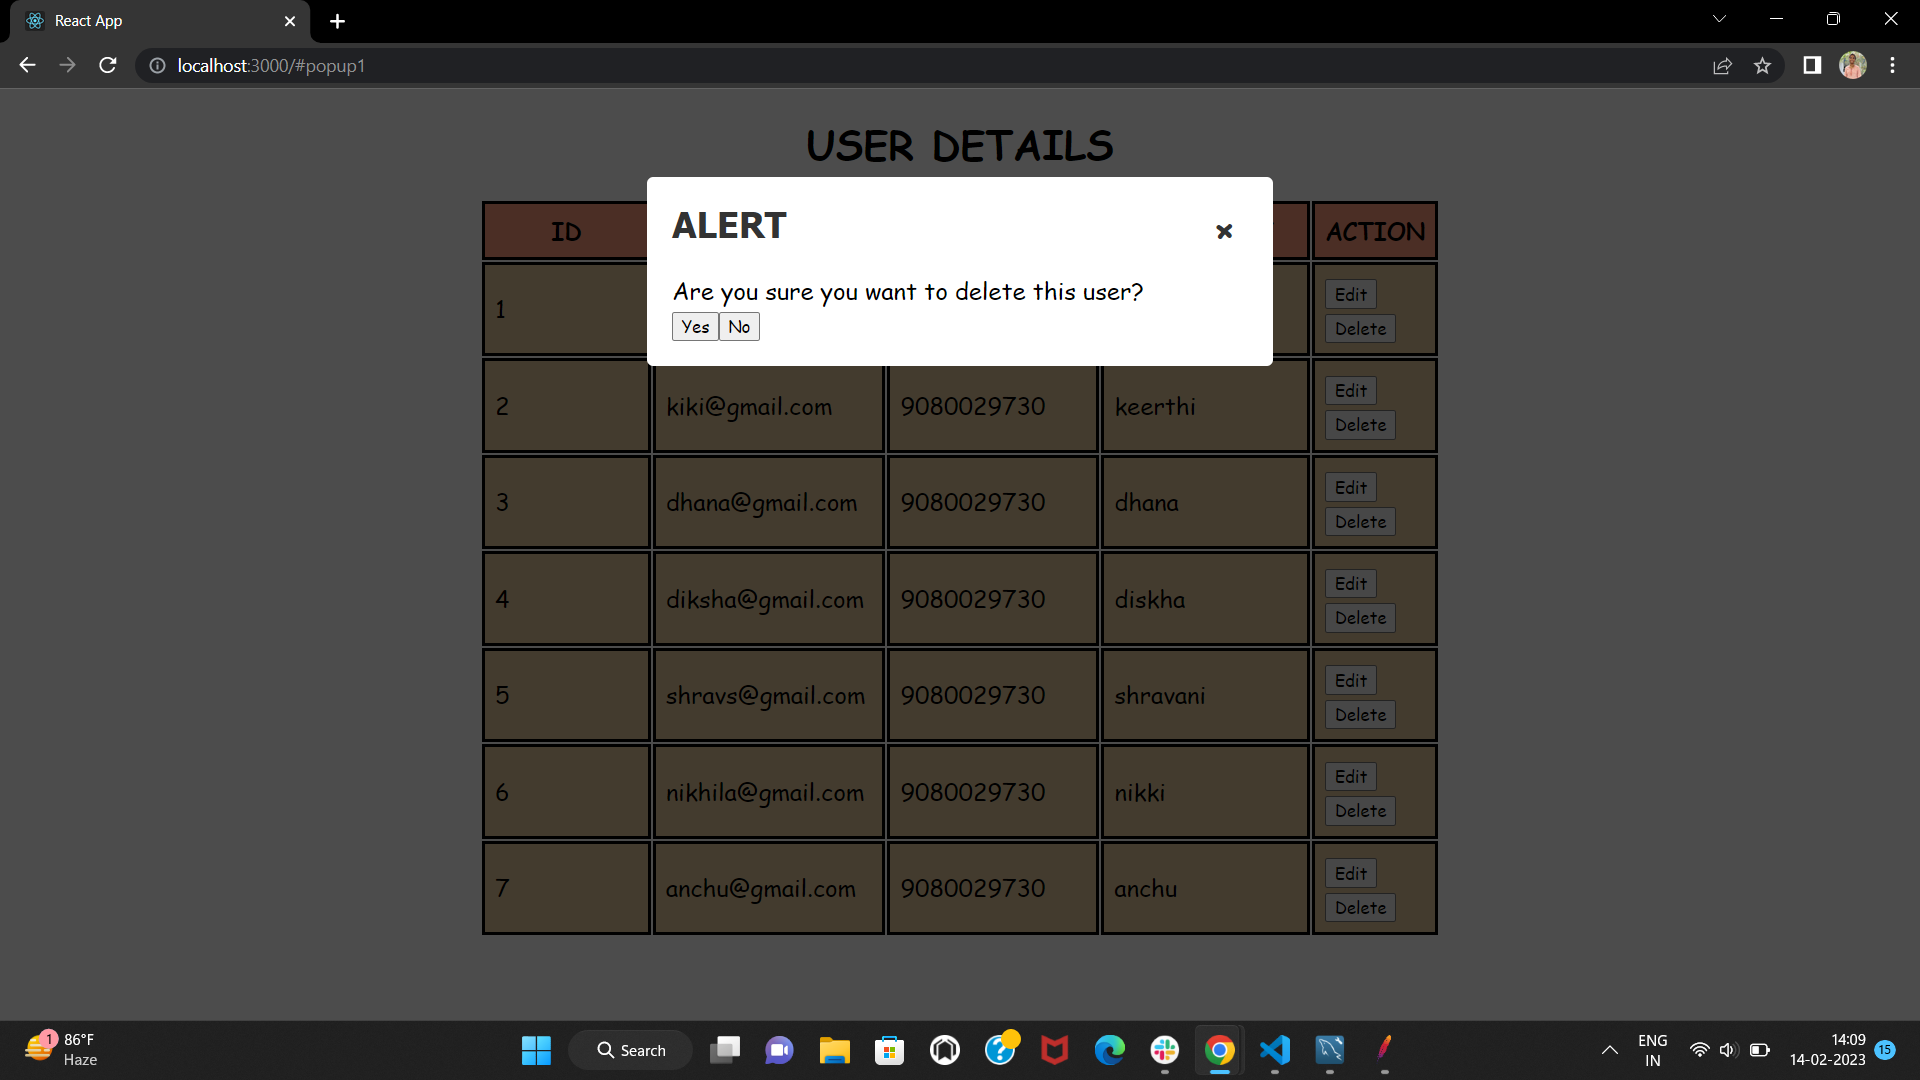 React App
localhost:3000/#popup1
USER DETAILS
ID ACTION
ALERT
Are you sure you want to delete this user?
Yes No
1 Edit
Delete
2 kiki@gmail.com 9080029730 keerthi Edit
Delete
3 dhana@gmail.com 9080029730 dhana Edit
Delete
4 diksha@gmail.com 9080029730 diskha Edit
Delete
5 shravs@gmail.com 9080029730 shravani Edit
Delete
6 nikhila@gmail.com 9080029730 nikki Edit
Delete
7 anchu@gmail.com 9080029730 anchu Edit
Delete
1 86°F
Haze
Search
ENG
IN
14:09
14-02-2023
15